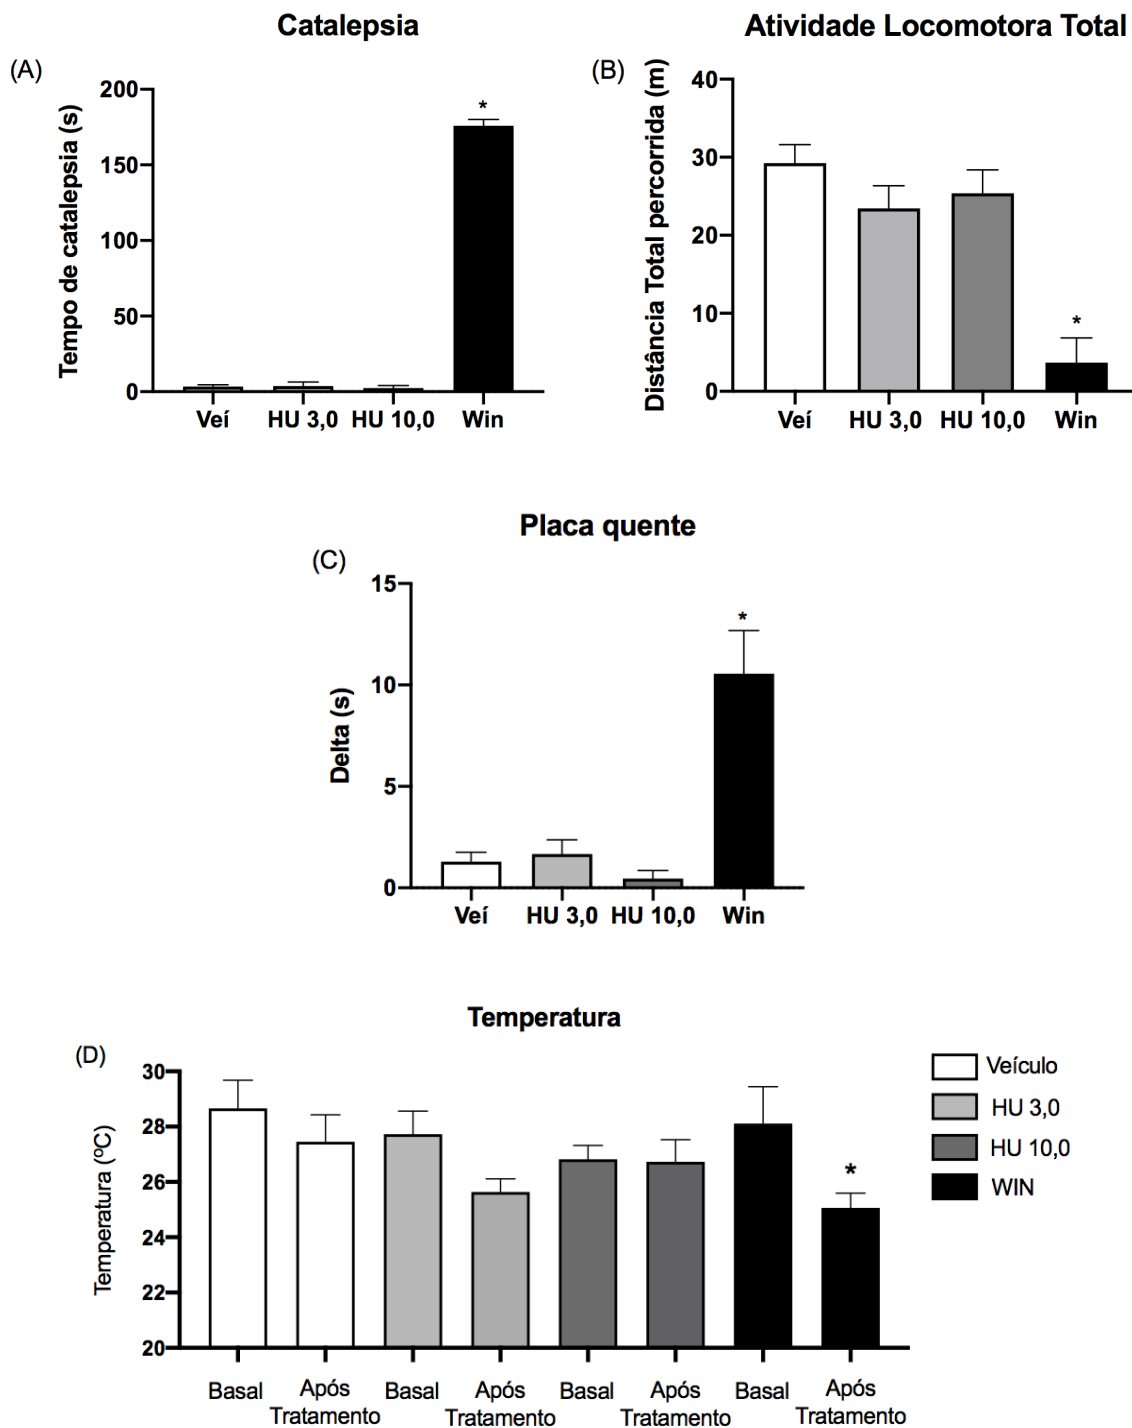 Catalepsia
(A)
Tempo de catalepsia (s)
200
150
100
50
0
*
Veí HU 3,0 HU 10,0 Win
Atividade Locomotora Total
(B)
Distância Total percorrida (m)
40
30
20
10
0
*
Veí HU 3,0 HU 10,0 Win
Placa quente
(C)
Delta (s)
15
10
5
0
*
Veí HU 3,0 HU 10,0 Win
Temperatura
(D)
Temperatura (ºC)
30
28
26
24
22
20
*
Basal Após Basal Após Basal Após Basal Após
Tratamento Tratamento Tratamento Tratamento
Veículo
HU 3,0
HU 10,0
WIN